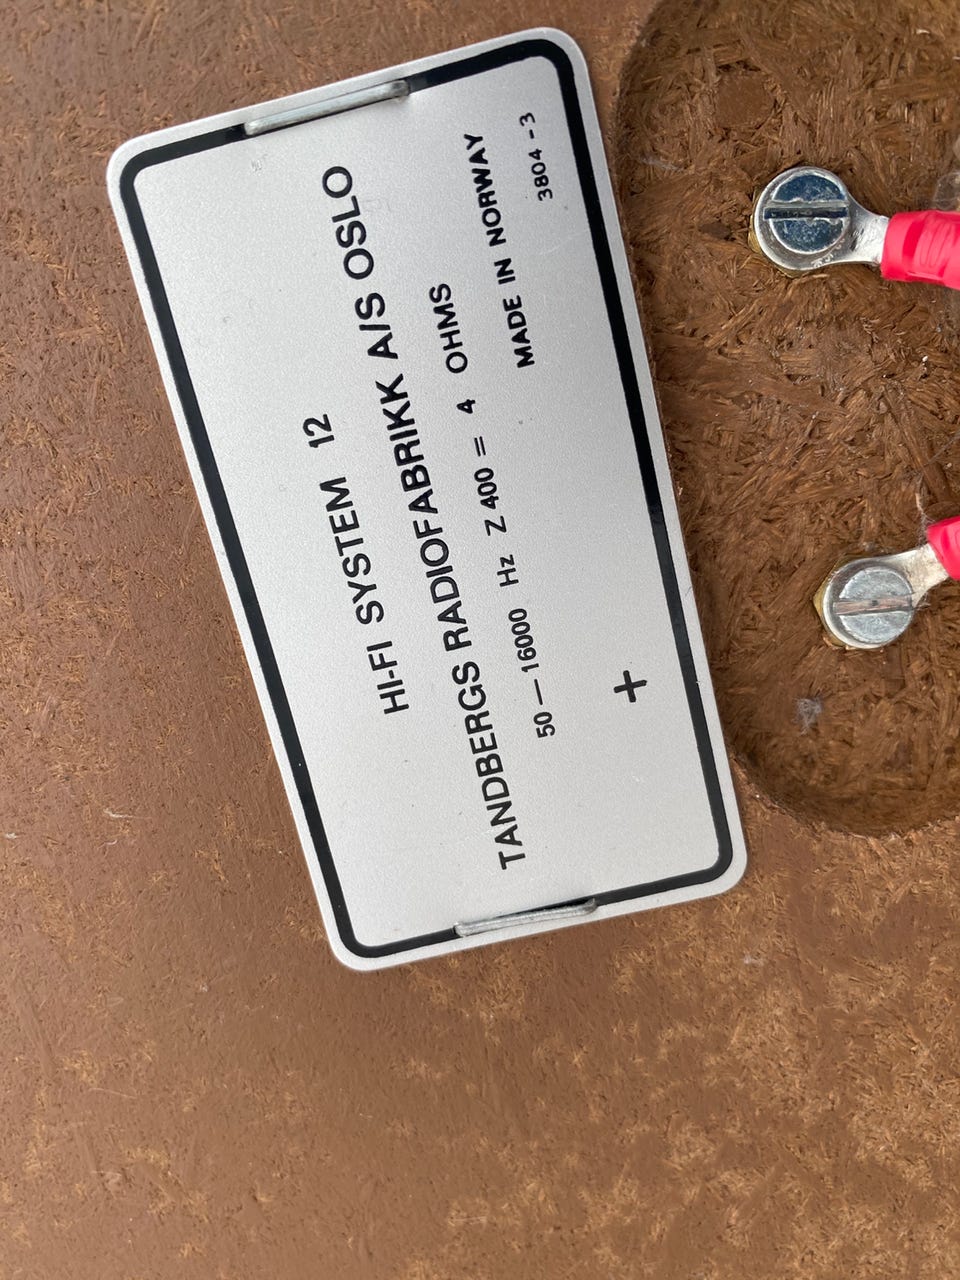 HI-FI SYSTEM 12
TANDBERGS RADIOFABRIKK A/S OSLO
50—16000 Hz Z 400 = 4 OHMS
MADE IN NORWAY
+
3804 - 3